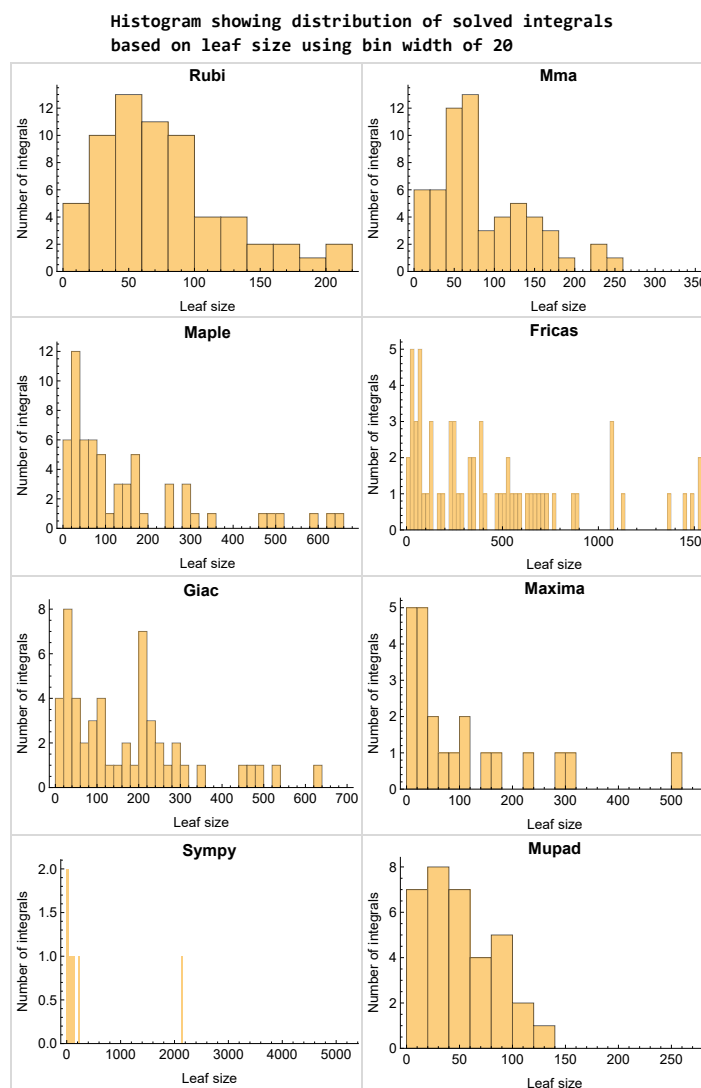 Histogram showing distribution of solved integrals
based on leaf size using bin width of 20
Rubi
Number of integrals
12
10
8
6
4
2
0
0 50 100 150 200
Leaf size
Mma
Number of integrals
12
10
8
6
4
2
0
0 50 100 150 200 250 300 350
Leaf size
Maple
Number of integrals
12
10
8
6
4
2
0
0 100 200 300 400 500 600
Leaf size
Fricas
Number of integrals
5
4
3
2
1
0
0 500 1000 150
Leaf size
Giac
Number of integrals
8
6
4
2
0
0 100 200 300 400 500 600 700
Leaf size
Maxima
Number of integrals
5
4
3
2
1
0
0 100 200 300 400 500
Leaf size
Sympy
Number of integrals
2.0
1.5
1.0
0.5
0.0
0 1000 2000 3000 4000 5000
Leaf size
Mupad
Number of integrals
8
6
4
2
0
0 50 100 150 200 250
Leaf size